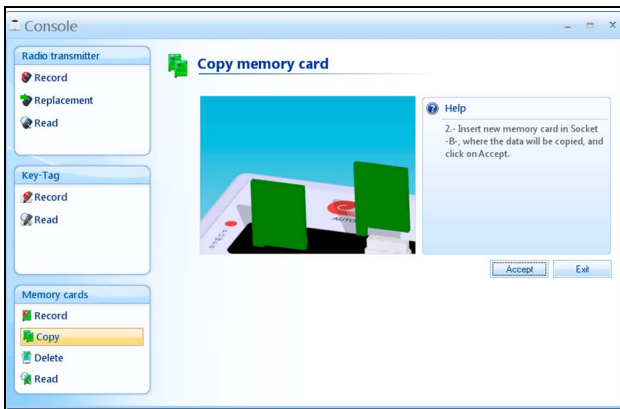 Console
Radio transmitter
Record
Replacement
Read
Key-Tag
Record
Read
Memory cards
Record
Copy
Delete
Read
Copy memory card
Help
2.- Insert new memory card in Socket
-B-, where the data will be copied, and
click on Accept.
Accept
Exit